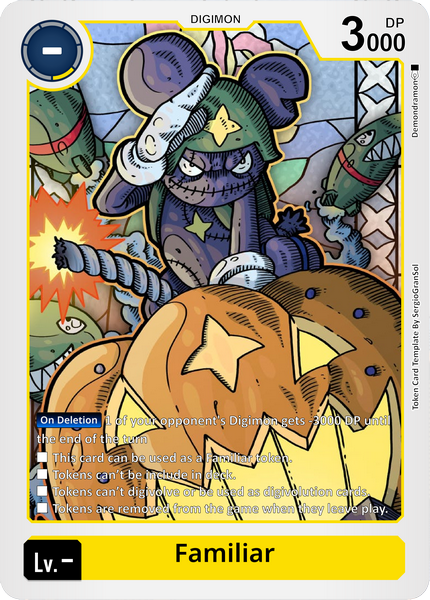 DIGIMON
-
3000
DP
Demondramon
Token Card Template By SergioGranSol
On Deletion 1 of your opponent's Digimon gets -3000 DP until
the end of the turn
This card can be used as a Familiar token.
Tokens can't be include in deck.
Tokens can't digivolve or be used as digivolution cards.
Tokens are removed from the game when they leave play.
Lv.-
Familiar